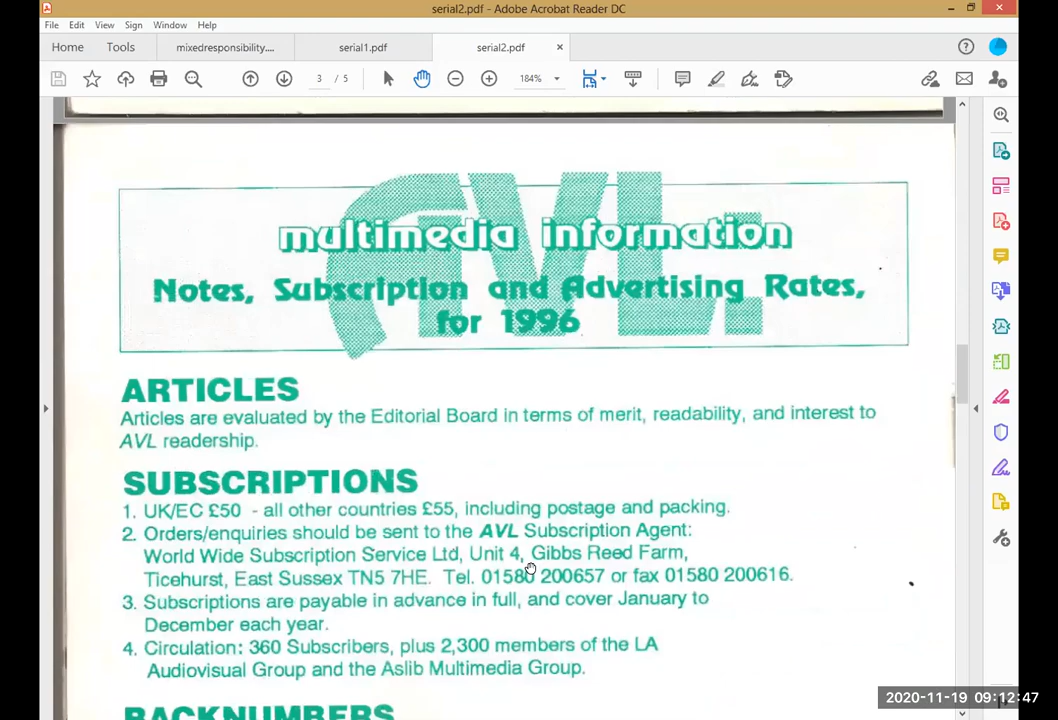 serial2.pdf - Adobe Acrobat Reader DC
File Edit View Sign Window Help
Home Tools mixedresponsibility.... serial1.pdf serial2.pdf ×
3 / 5 184%
AVL
multimedia information
Notes, Subscription and Advertising Rates,
for 1996
ARTICLES
Articles are evaluated by the Editorial Board in terms of merit, readability, and interest to
AVL readership.
SUBSCRIPTIONS
1. UK/EC £50 - all other countries £55, including postage and packing.
2. Orders/enquiries should be sent to the AVL Subscription Agent:
World Wide Subscription Service Ltd, Unit 4, Gibbs Reed Farm,
Ticehurst, East Sussex TN5 7HE. Tel. 01580 200657 or fax 01580 200616.
3. Subscriptions are payable in advance in full, and cover January to
December each year.
4. Circulation: 360 Subscribers, plus 2,300 members of the LA
Audiovisual Group and the Aslib Multimedia Group.
BACKNUMBERS
2020-11-19 09:12:47